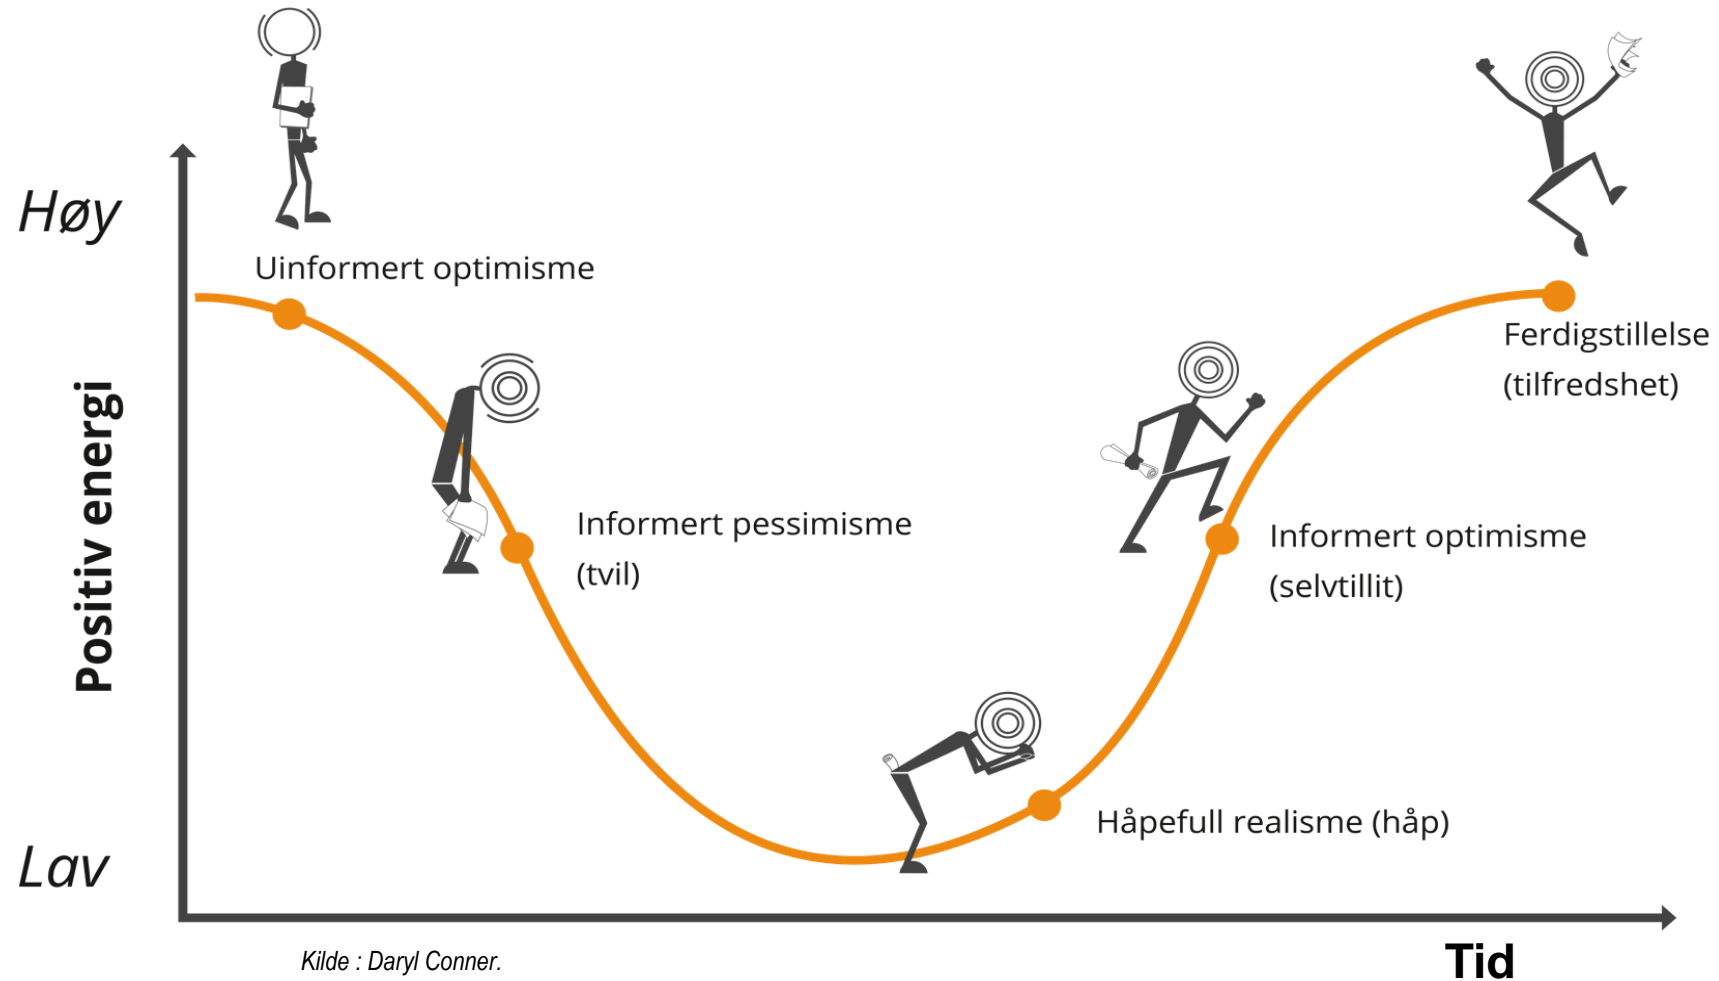 Høy
Uinformert optimisme
Ferdigstillelse
(tilfredshet)
Positiv energi
Informert pessimisme
(tvil)
Informert optimisme
(selvtillit)
Håpefull realisme (håp)
Lav
Kilde : Daryl Conner.
Tid